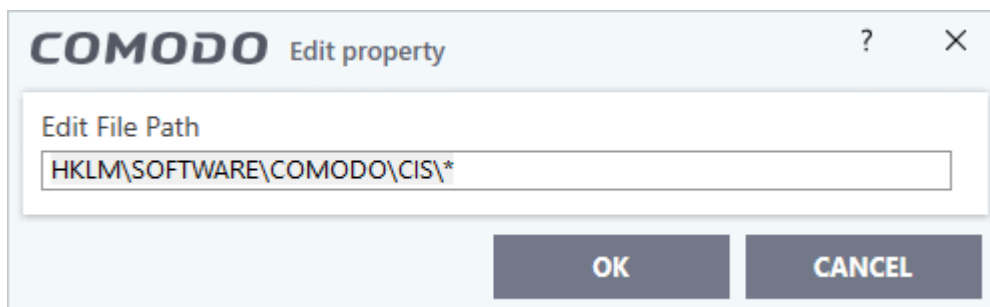 COMODO Edit property ? ×
Edit File Path
HKLM\SOFTWARE\COMODO\CIS\*
OK CANCEL